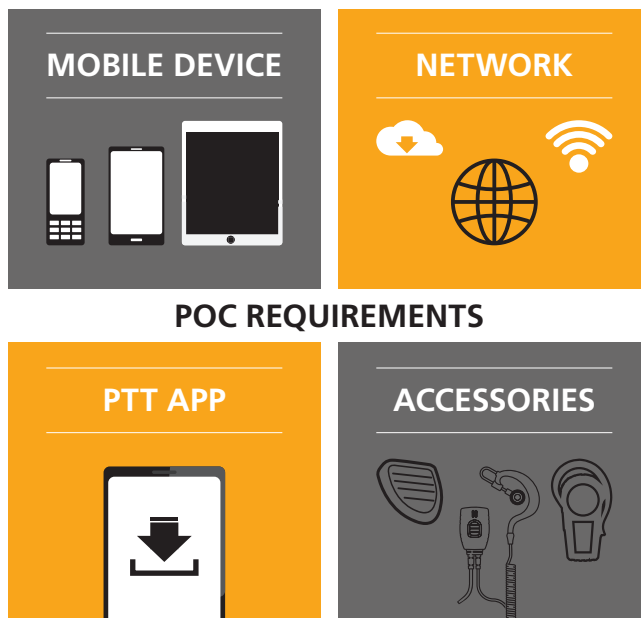 MOBILE DEVICE
NETWORK
POC REQUIREMENTS
PTT APP
ACCESSORIES